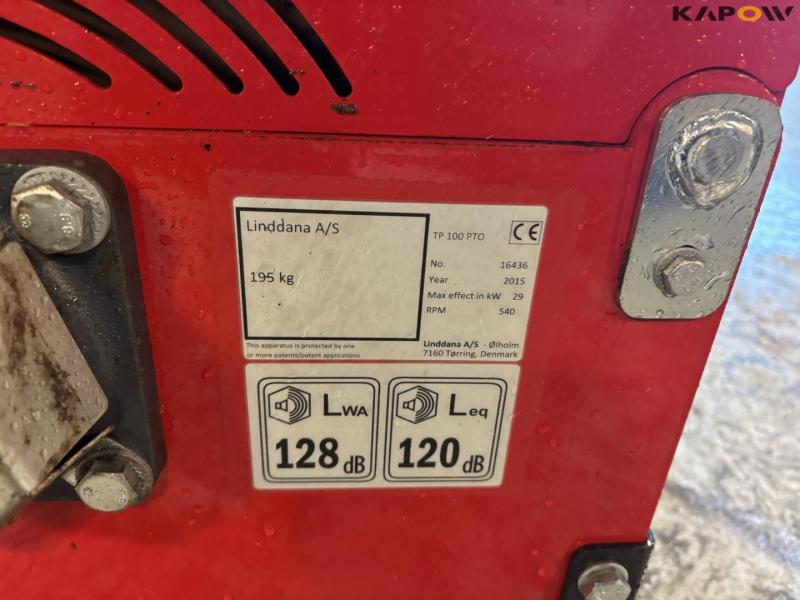 KAPOW
Linddana A/S
195 kg
TP 100 PTO CE
No. 16436
Year 2015
Max effect in kW 29
RPM 540
This apparatus is protected by one
or more patents/patent applications
Linddana A/S - Ølholm
7160 Tørring, Denmark
LWA
128 dB
Leq
120 dB
8.8